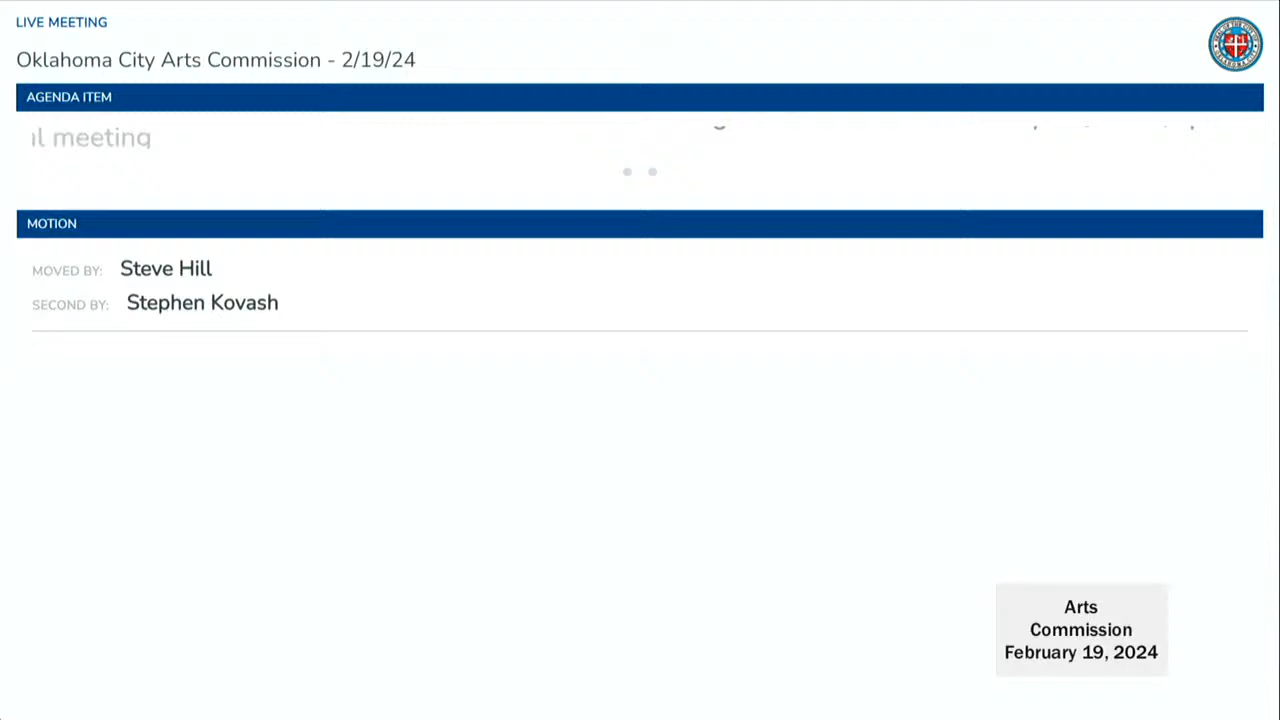 LIVE MEETING
Oklahoma City Arts Commission - 2/19/24
AGENDA ITEM
meeting
MOTION
MOVED BY: Steve Hill
SECOND BY: Stephen Kovash
Arts
Commission
February 19, 2024